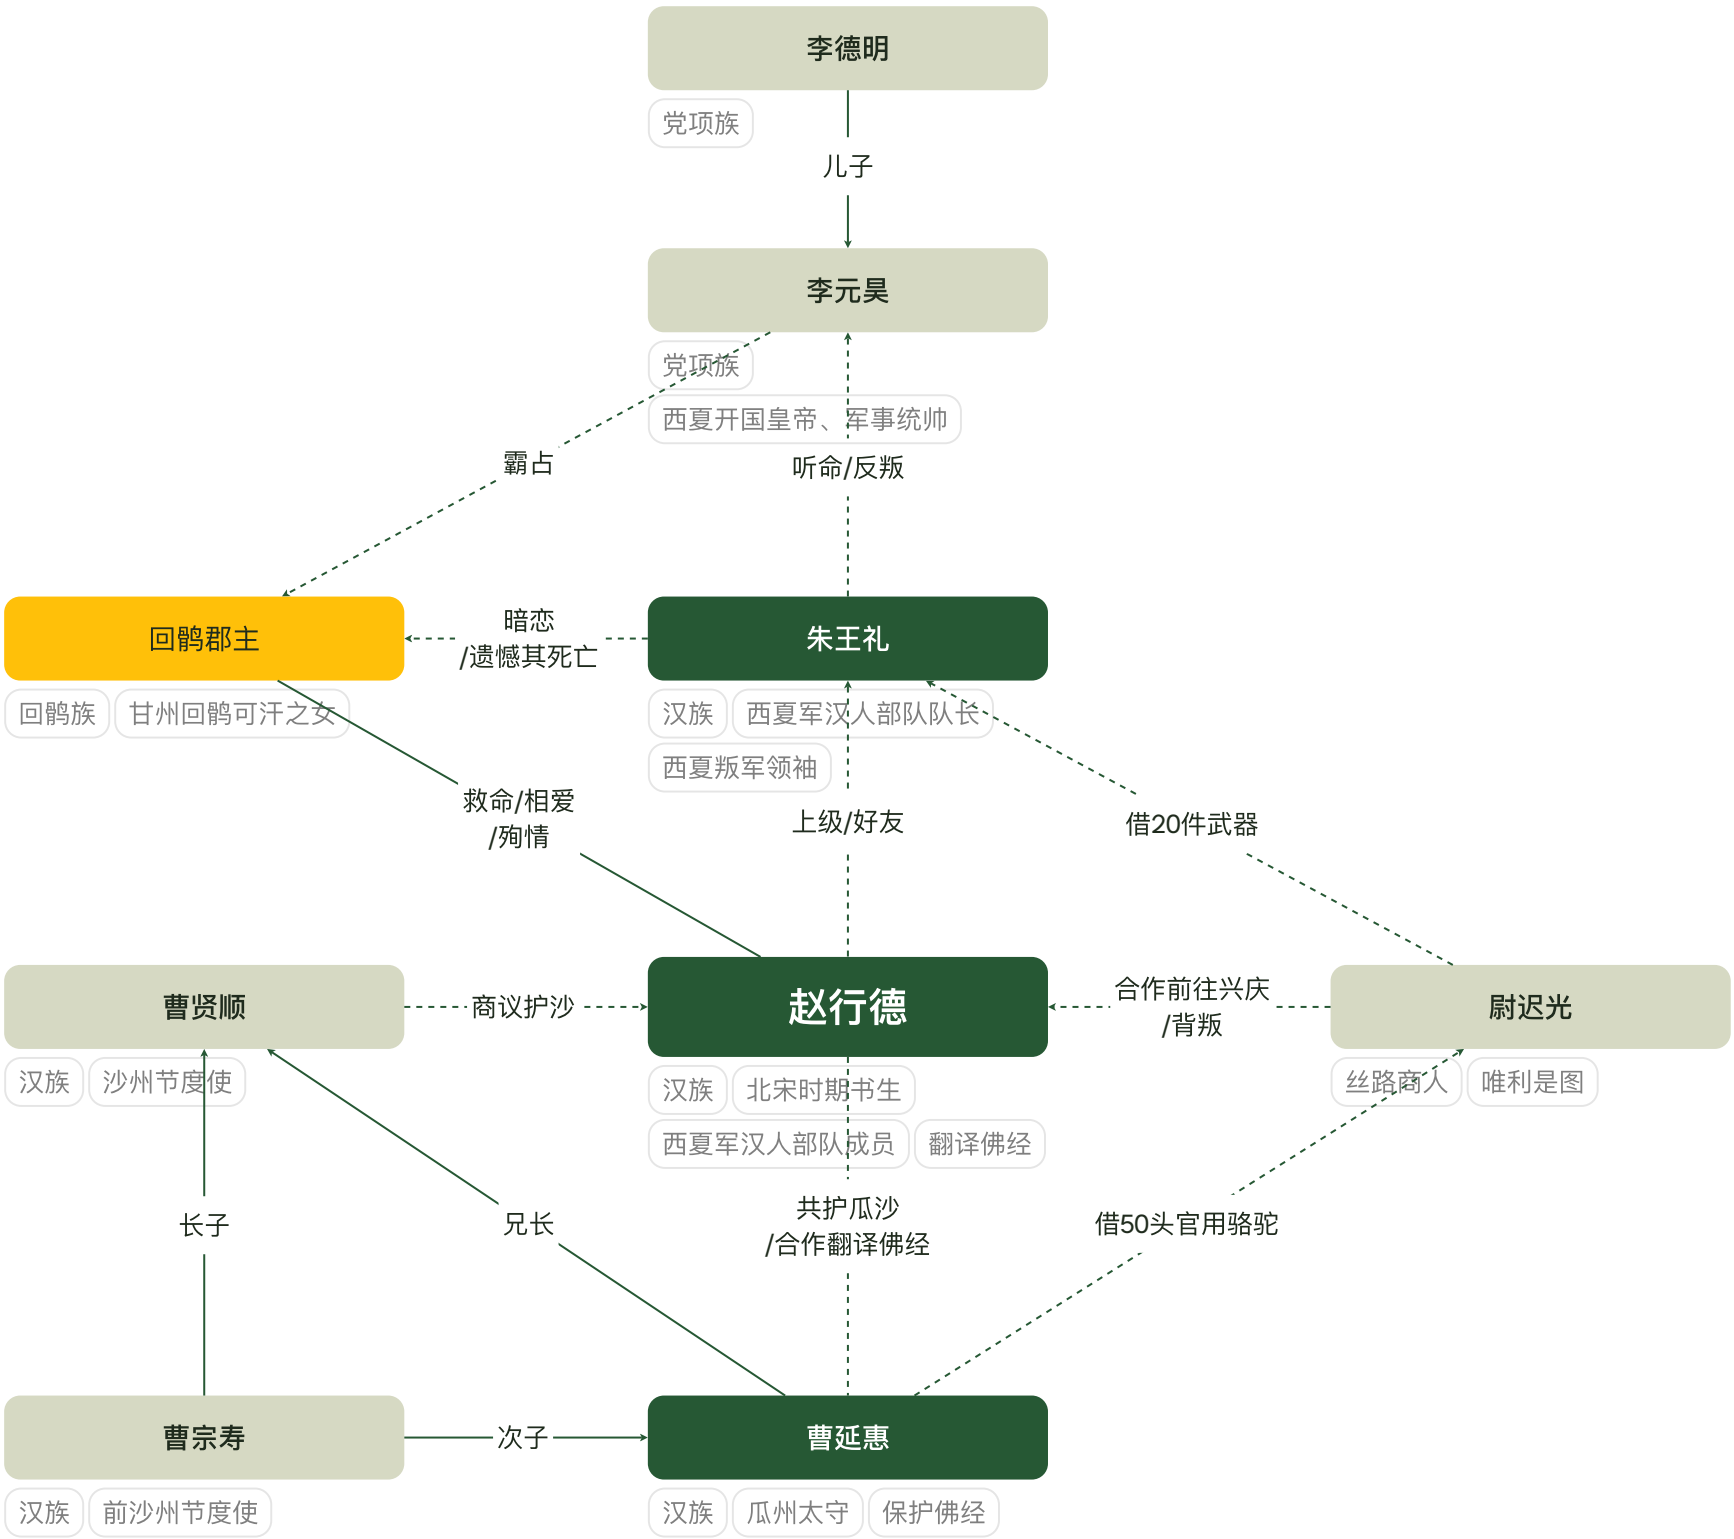 李德明
党项族
儿子
李元昊
党项族
西夏开国皇帝、军事统帅
霸占
听命/反叛
回鹘郡主
暗恋
/遗憾其死亡
朱王礼
回鹘族
甘州回鹘可汗之女
汉族
西夏军汉人部队队长
西夏叛军领袖
救命/相爱
/殉情
上级/好友
借20件武器
曹贤顺
商议护沙
赵行德
合作前往兴庆
/背叛
尉迟光
汉族
沙州节度使
汉族
北宋时期书生
西夏军汉人部队成员
翻译佛经
丝路商人
唯利是图
长子
兄长
共护瓜沙
/合作翻译佛经
借50头官用骆驼
曹宗寿
次子
曹延惠
汉族
前沙州节度使
汉族
瓜州太守
保护佛经